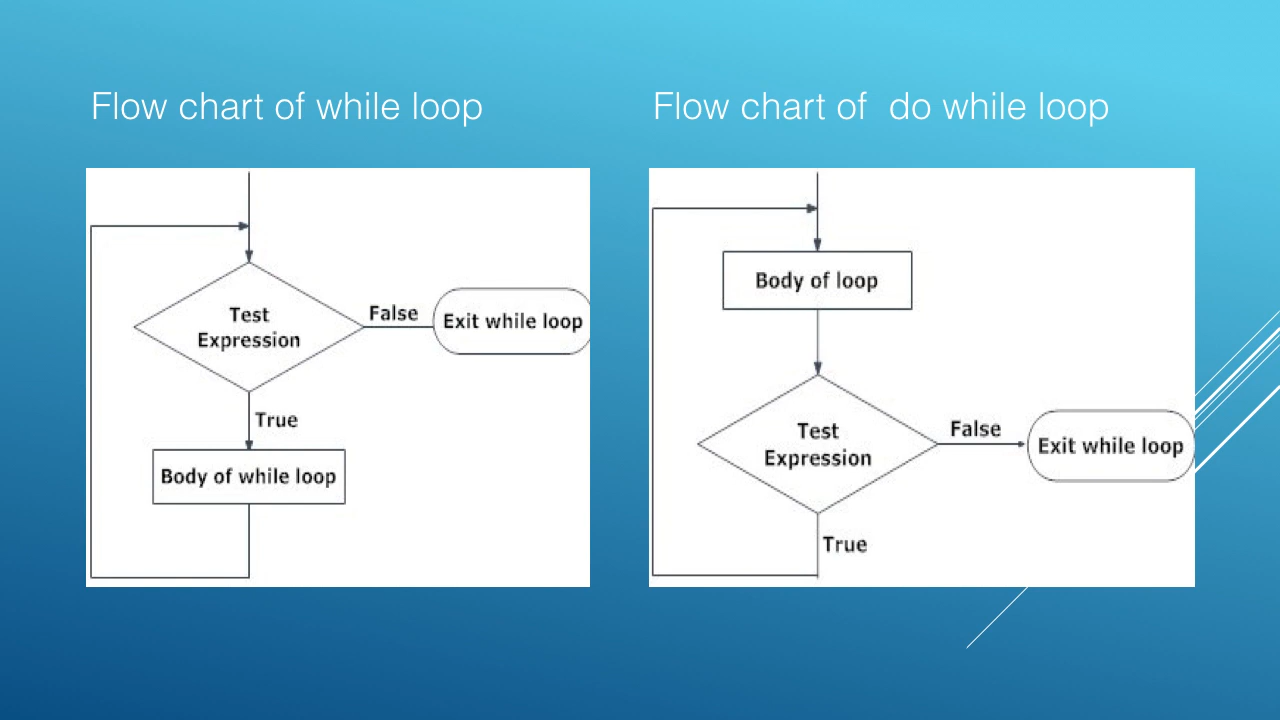 Flow chart of while loop
Test
Expression
False
Exit while loop
True
Body of while loop
Flow chart of  do while loop
Body of loop
Test
Expression
False
Exit while loop
True